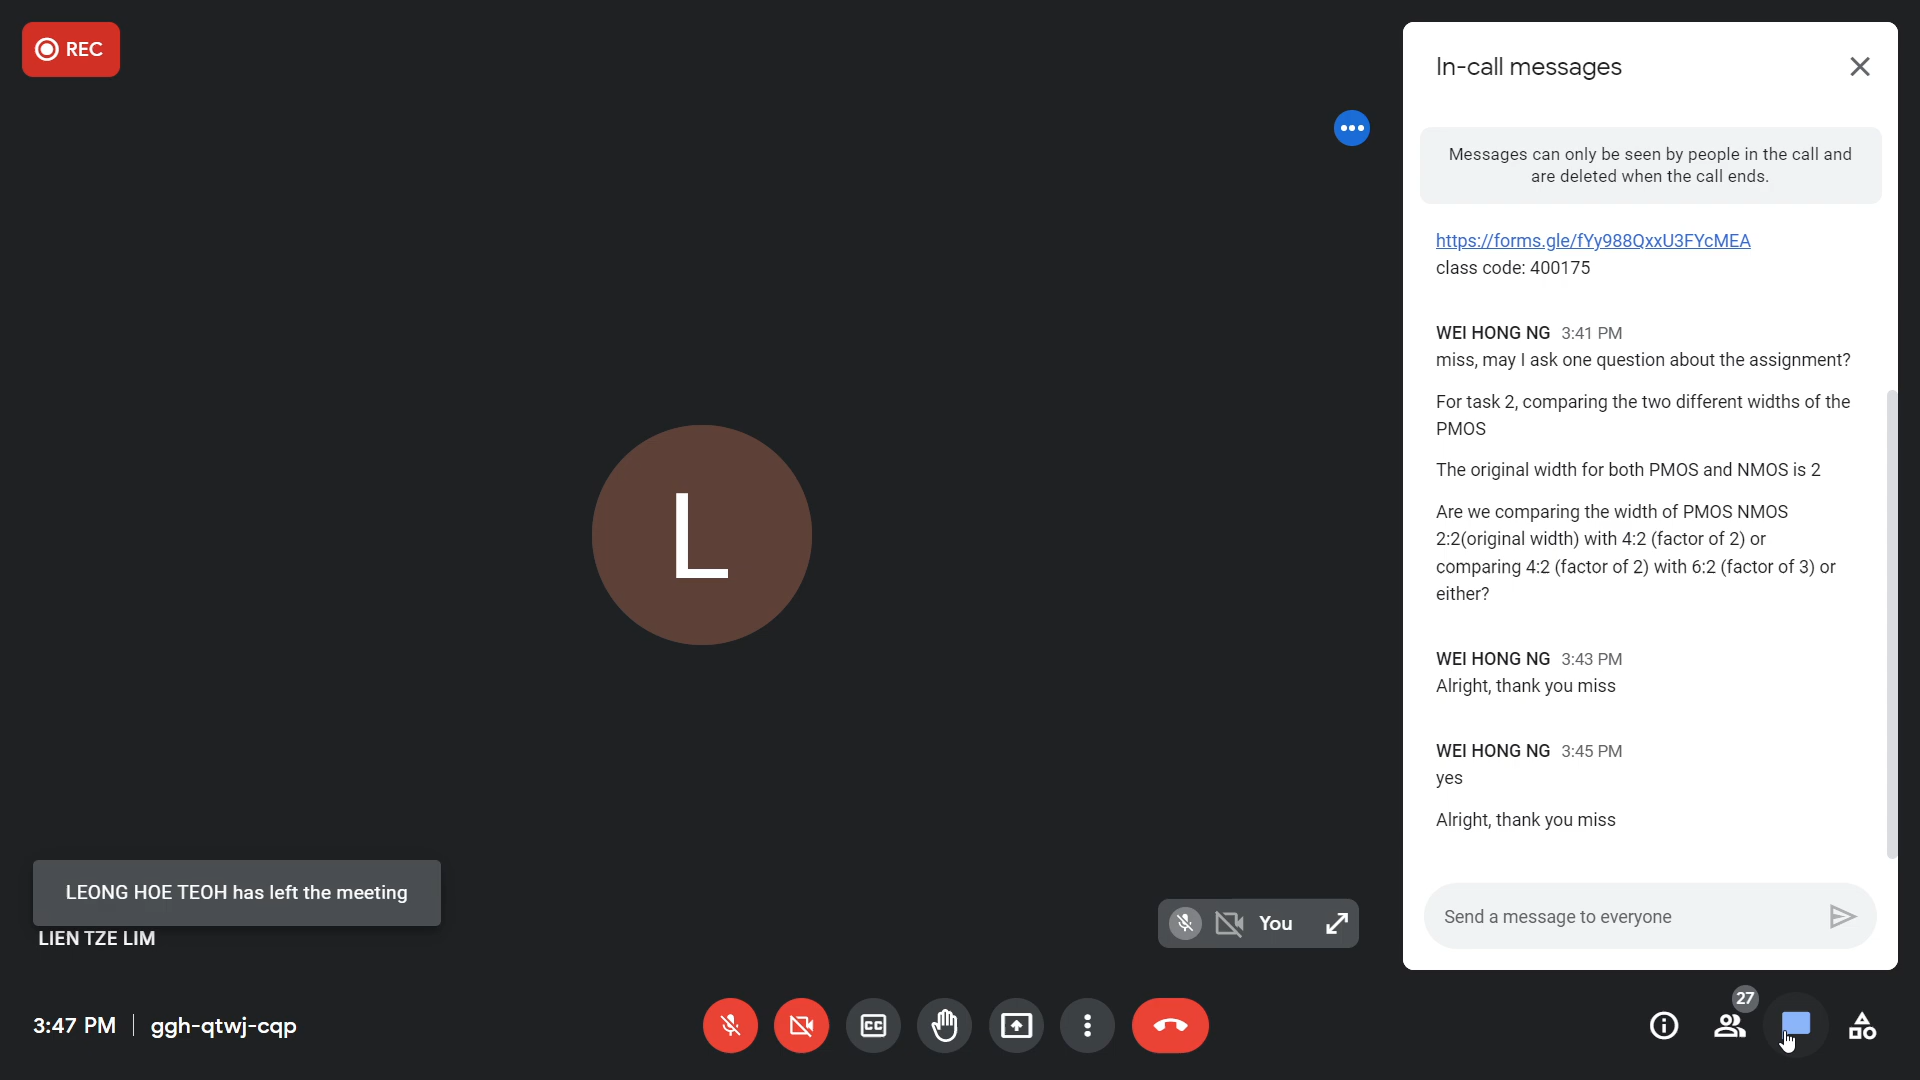 REC
In-call messages
Messages can only be seen by people in the call and
are deleted when the call ends.
https://forms.gle/fYy988QxxU3FYcMEA
class code: 400175
WEI HONG NG 3:41 PM
miss, may I ask one question about the assignment?
For task 2, comparing the two different widths of the
PMOS
The original width for both PMOS and NMOS is 2
Are we comparing the width of PMOS NMOS
2:2(original width) with 4:2 (factor of 2) or
comparing 4:2 (factor of 2) with 6:2 (factor of 3) or
either?
WEI HONG NG 3:43 PM
Alright, thank you miss
WEI HONG NG 3:45 PM
yes
Alright, thank you miss
Send a message to everyone
L
LEONG HOE TEOH has left the meeting
LIEN TZE LIM
You
3:47 PM | ggh-qtwj-cqp
CC
27